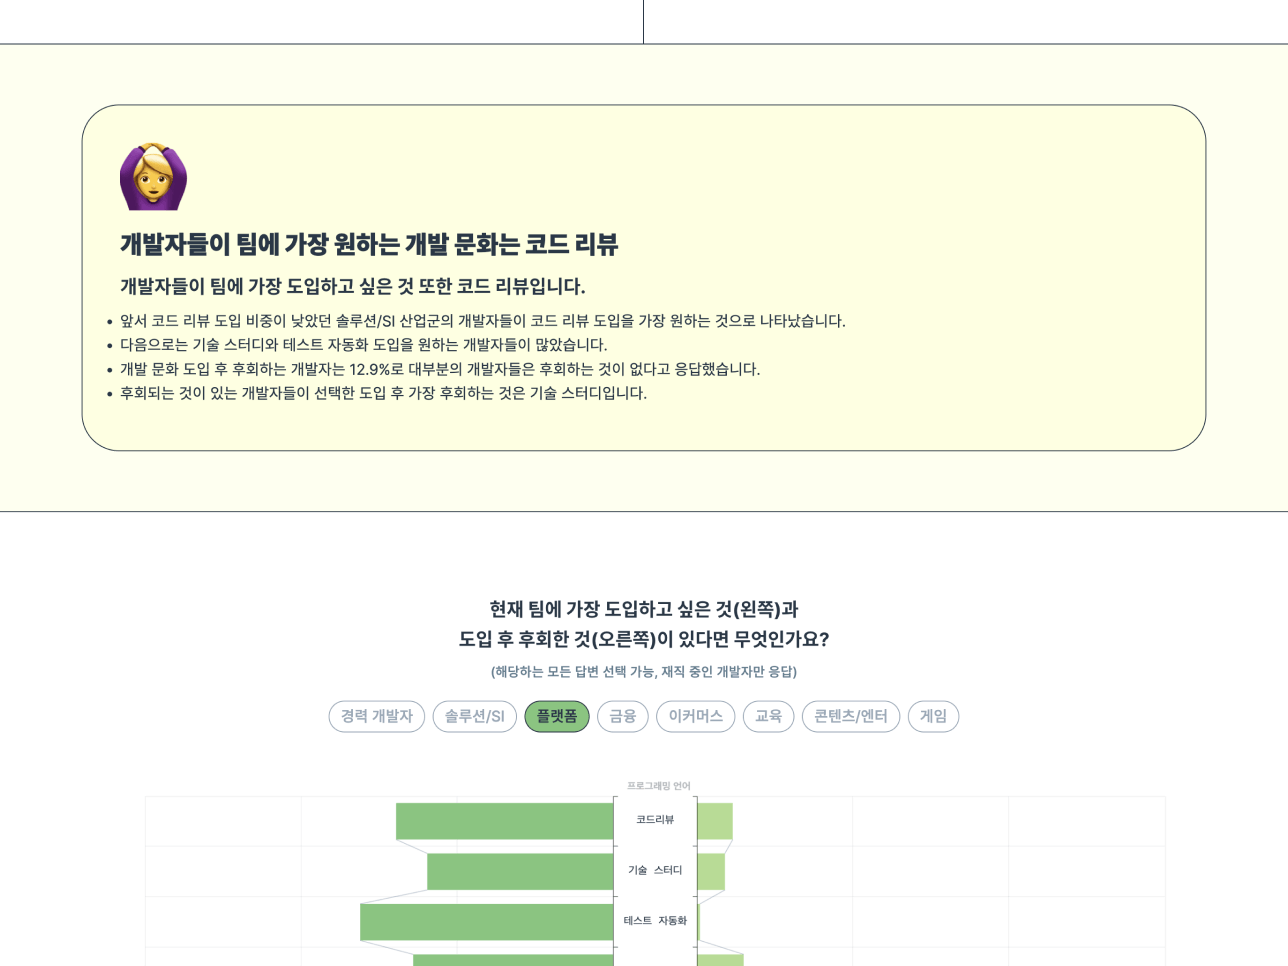 개발자들이 팀에 가장 원하는 개발 문화는 코드 리뷰
개발자들이 팀에 가장 도입하고 싶은 것 또한 코드 리뷰입니다.
• 앞서 코드 리뷰 도입 비중이 낮았던 솔루션/SI 산업군의 개발자들이 코드 리뷰 도입을 가장 원하는 것으로 나타났습니다.
• 다음으로는 기술 스터디와 테스트 자동화 도입을 원하는 개발자들이 많았습니다.
• 개발 문화 도입 후 후회하는 개발자는 12.9%로 대부분의 개발자들은 후회하는 것이 없다고 응답했습니다.
• 후회되는 것이 있는 개발자들이 선택한 도입 후 가장 후회하는 것은 기술 스터디입니다.
현재 팀에 가장 도입하고 싶은 것(왼쪽)과
도입 후 후회한 것(오른쪽)이 있다면 무엇인가요?
(해당하는 모든 답변 선택 가능, 재직 중인 개발자만 응답)
경력 개발자 솔루션/SI 플랫폼 금융 이커머스 교육 콘텐츠/엔터 게임
프로그래밍 언어
코드리뷰
기술 스터디
테스트 자동화